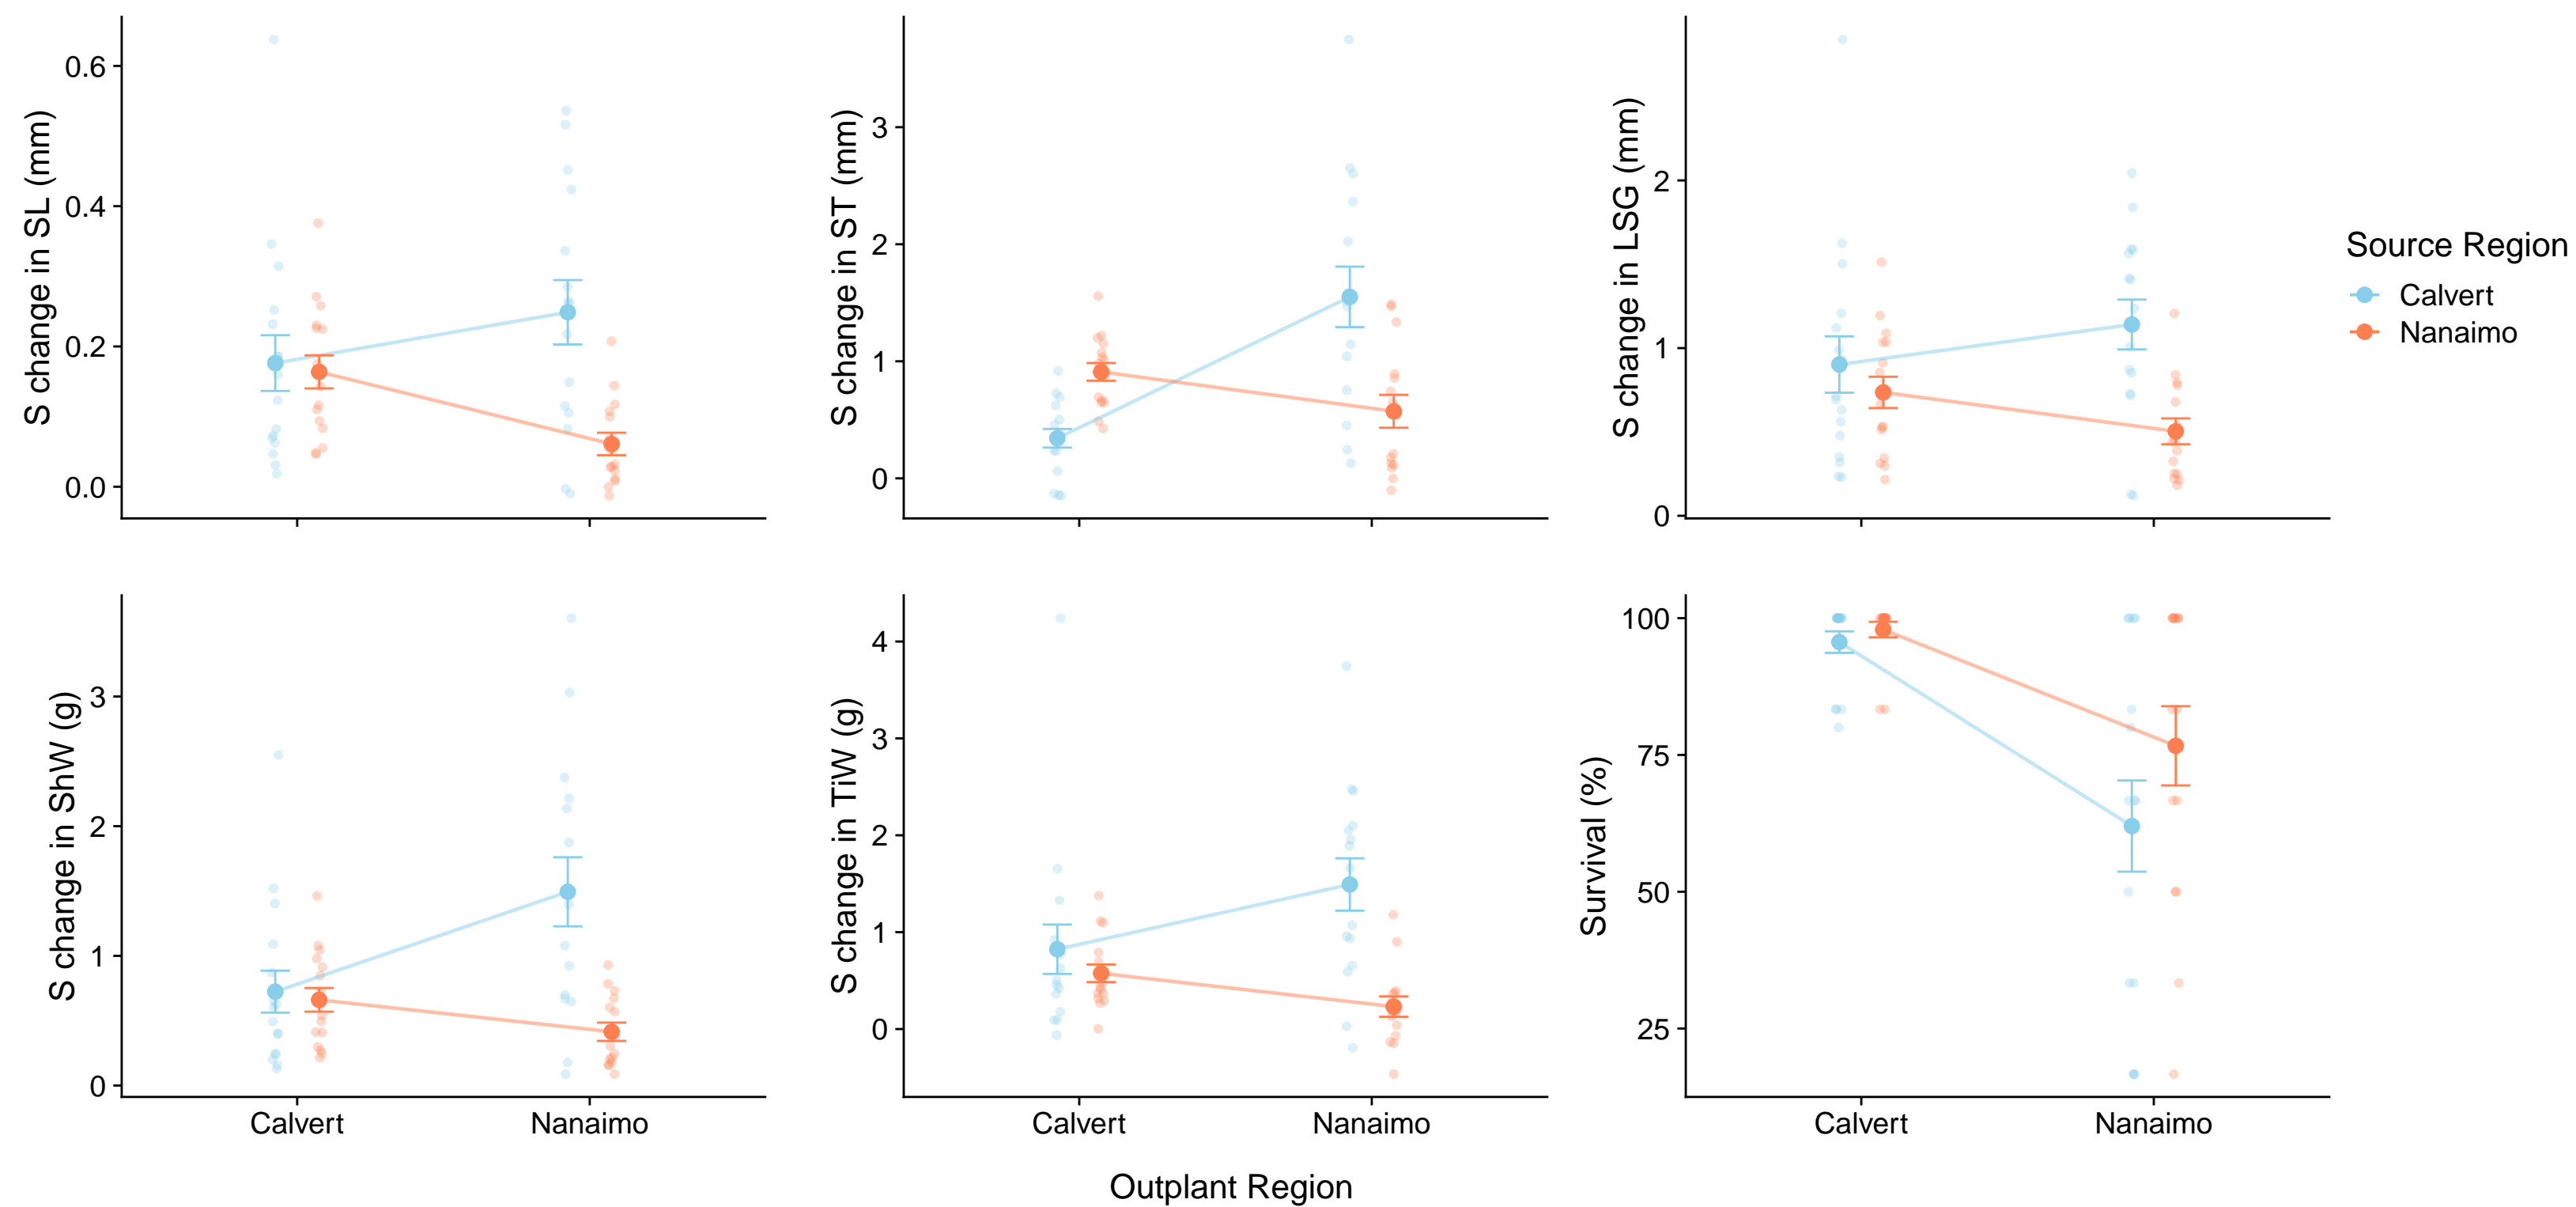 S change in SL (mm)
0.6
0.4
0.2
0.0
S change in ST (mm)
3
2
1
0
S change in LSG (mm)
2
1
0
Source Region
Calvert
Nanaimo
S change in ShW (g)
3
2
1
0
Calvert
Nanaimo
S change in TiW (g)
4
3
2
1
0
Calvert
Nanaimo
Survival (%)
100
75
50
25
Calvert
Nanaimo
Outplant Region